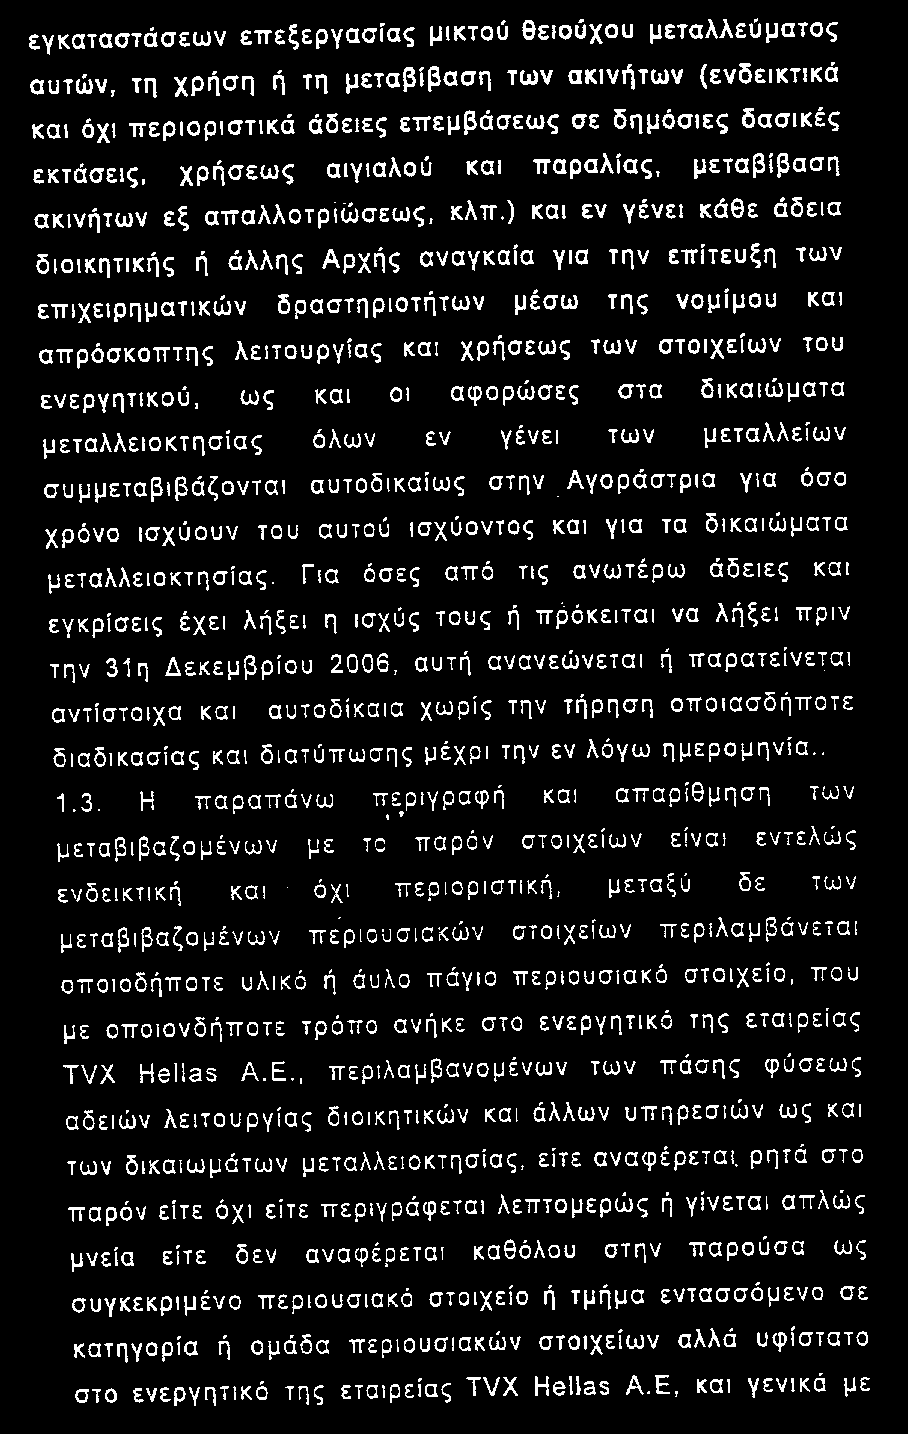 εγκαταστάσεων επεξεργασίας μικτού θειούχου μεταλλεύματος
αυτών, τη χρήση ή τη μεταβίβαση των ακινήτων (ενδεικτικά
και όχι περιοριστικά άδειες επεμβάσεως σε δημόσιες δασικές
εκτάσεις, χρήσεως αιγιαλού και παραλίας, μεταβίβαση
ακινήτων εξ απαλλοτριώσεως, κλπ.) και εν γένει κάθε άδεια
διοικητικής ή άλλης Αρχής αναγκαία για την επίτευξη των
επιχειρηματικών δραστηριοτήτων μέσω της νομίμου και
απρόσκοπτης λειτουργίας και χρήσεως των στοιχείων του
ενεργητικού, ως και οι αφορώσες στα δικαιώματα
μεταλλειοκτησίας όλων εν γένει των μεταλλείων
συμμεταβιβάζονται αυτοδικαίως στην Αγοράστρια για όσο
χρόνο ισχύουν του αυτού ισχύοντος και για τα δικαιώματα
μεταλλειοκτησίας. Για όσες από τις ανωτέρω άδειες και
εγκρίσεις έχει λήξει η ισχύς τους ή πρόκειται να λήξει πριν
την 31η Δεκεμβρίου 2006, αυτή ανανεώνεται ή παρατείνεται
αντίστοιχα και αυτοδίκαια χωρίς την τήρηση οποιασδήποτε
διαδικασίας και διατύπωσης μέχρι την εν λόγω ημερομηνία..
1.3. Η παραπάνω περιγραφή και απαρίθμηση των
μεταβιβαζομένων με το παρόν στοιχείων είναι εντελώς
ενδεικτική και όχι περιοριστική, μεταξύ δε των
μεταβιβαζομένων περιουσιακών στοιχείων περιλαμβάνεται
οποιοδήποτε υλικό ή άυλο πάγιο περιουσιακό στοιχείο, που
με οποιονδήποτε τρόπο ανήκε στο ενεργητικό της εταιρείας
TVX Hellas A.E., περιλαμβανομένων των πάσης φύσεως
αδειών λειτουργίας διοικητικών και άλλων υπηρεσιών ως και
των δικαιωμάτων μεταλλειοκτησίας, είτε αναφέρεται ρητά στο
παρόν είτε όχι είτε περιγράφεται λεπτομερώς ή γίνεται απλώς
μνεία είτε δεν αναφέρεται καθόλου στην παρούσα ως
συγκεκριμένο περιουσιακό στοιχείο ή τμήμα εντασσόμενο σε
κατηγορία ή ομάδα περιουσιακών στοιχείων αλλά υφίστατο
στο ενεργητικό της εταιρείας TVX Hellas A.E, και γενικά με